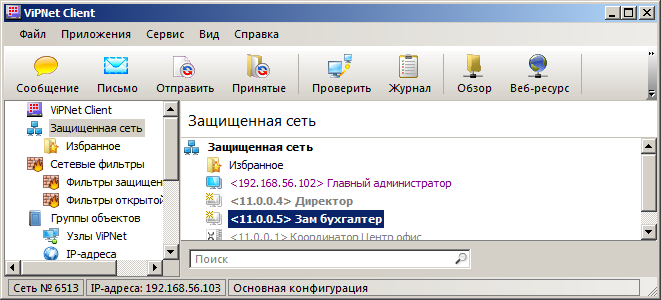 ViPNet Client
Файл Приложения Сервис Вид Справка
Сообщение Письмо Отправить Принятые Проверить Журнал Обзор Веб-ресурс
»
ViPNet Client
Защищенная сеть
Избранное
Сетевые фильтры
Фильтры защищен
Фильтры открытой
Группы объектов
Узлы ViPNet
IP-адреса
Защищенная сеть
Защищенная сеть
Избранное
<192.168.56.102> Главный администратор
<11.0.0.4> Директор
<11.0.0.5> Зам бухгалтер
<11.0.0.1> Координатор Центр офис
Поиск
Сеть № 6513 IP-адреса: 192.168.56.103 Основная конфигурация